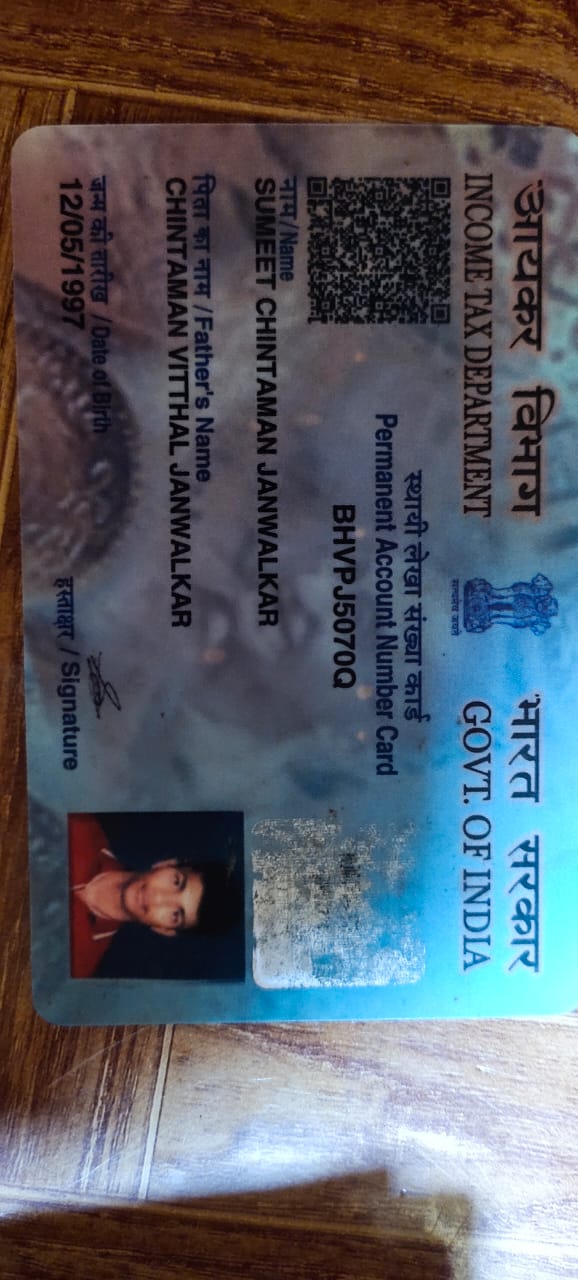 आयकर विभाग
INCOME TAX DEPARTMENT
सत्यमेव जयते
भारत सरकार
GOVT. OF INDIA
स्थायी लेखा संख्या कार्ड
Permanent Account Number Card
BHVPJ5070Q
नाम / Name
SUMEET CHINTAMAN JANWALKAR
पिता का नाम / Father's Name
CHINTAMAN VITTHAL JANWALKAR
जन्म की तारीख / Date of Birth
12/05/1997
हस्ताक्षर / Signature